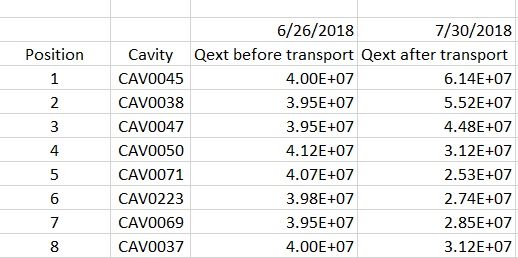 6/26/2018 7/30/2018
Position Cavity Qext before transport Qext after transport
1 CAV0045 4.00E+07 6.14E+07
2 CAV0038 3.95E+07 5.52E+07
3 CAV0047 3.95E+07 4.48E+07
4 CAV0050 4.12E+07 3.12E+07
5 CAV0071 4.07E+07 2.53E+07
6 CAV0223 3.98E+07 2.74E+07
7 CAV0069 3.95E+07 2.85E+07
8 CAV0037 4.00E+07 3.12E+07